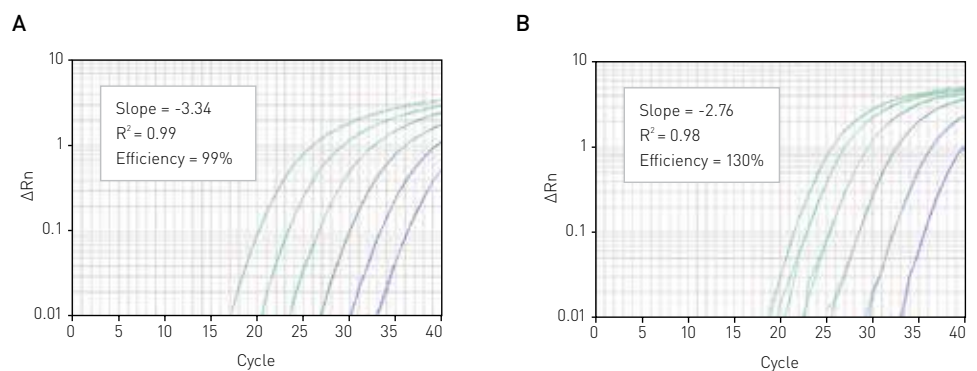 A
10
1
0.1
0.01
ΔRn
Slope = -3.34
R² = 0.99
Efficiency = 99%
0 5 10 15 20 25 30 35 40
Cycle
B
10
1
0.1
0.01
ΔRn
Slope = -2.76
R² = 0.98
Efficiency = 130%
0 5 10 15 20 25 30 35 40
Cycle